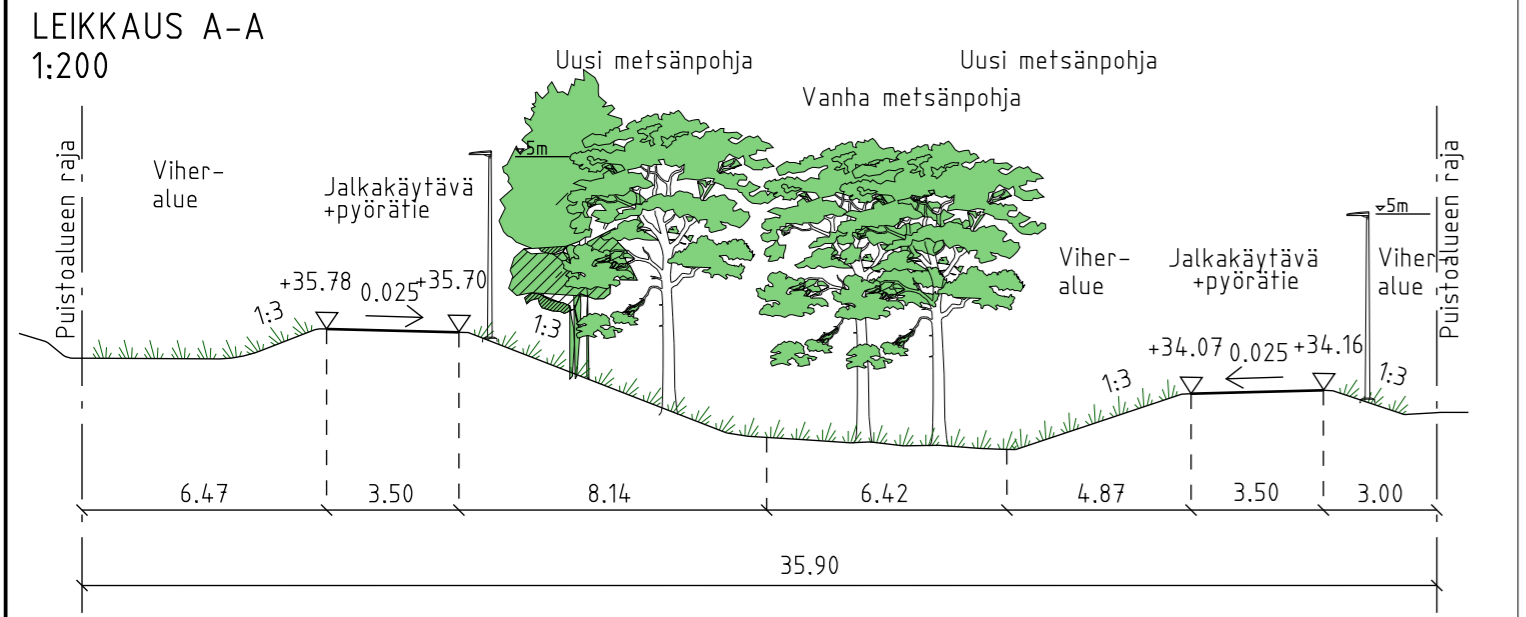 LEIKKAUS A-A
1:200
Uusi metsänpohja
Uusi metsänpohja
Vanha metsänpohja
Puistoalueen raja
Viher-
alue
Jalkakäytävä
+pyörätie
5m
+35.78
0.025
+35.70
1:3
1:3
Viher-
alue
Jalkakäytävä
+pyörätie
5m
Viher
alue
Puistoalueen raja
1:3
+34.07
0.025
+34.16
1:3
6.47
3.50
8.14
6.42
4.87
3.50
3.00
35.90